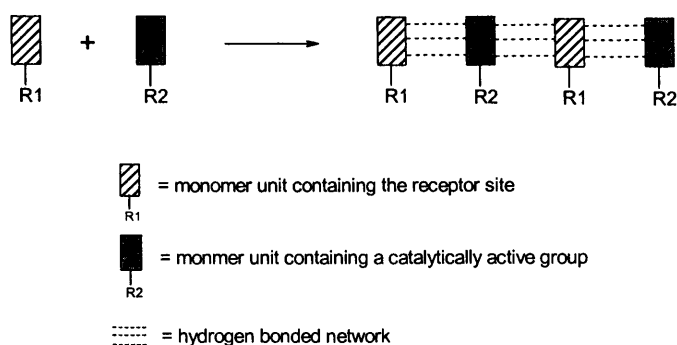 R1 + R2 R1 R2 R1 R2
= monomer unit containing the receptor site
R1
= monmer unit containing a catalytically active group
R2
= hydrogen bonded network